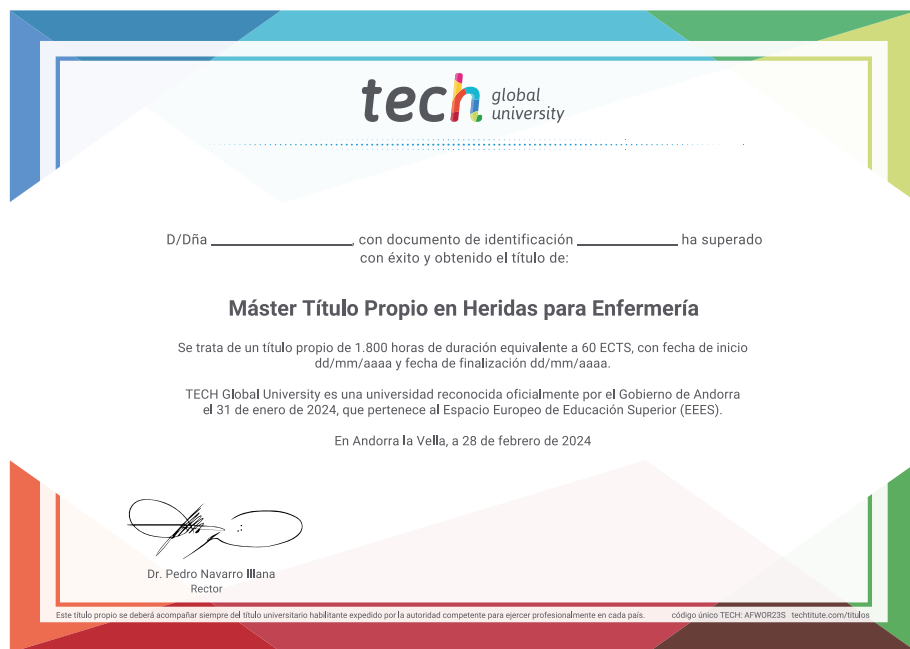 tech global
university
D/Dña ______________, con documento de identificación __________ ha superado
con éxito y obtenido el título de:
Máster Título Propio en Heridas para Enfermería
Se trata de un título propio de 1.800 horas de duración equivalente a 60 ECTS, con fecha de inicio
dd/mm/aaaa y fecha de finalización dd/mm/aaaa.
TECH Global University es una universidad reconocida oficialmente por el Gobierno de Andorra
el 31 de enero de 2024, que pertenece al Espacio Europeo de Educación Superior (EEES).
En Andorra la Vella, a 28 de febrero de 2024
Dr. Pedro Navarro Illana
Rector
Este título propio se deberá acompañar siempre del título universitario habilitante expedido por la autoridad competente para ejercer profesionalmente en cada país. código único TECH: AFWOR23S techtitute.com/titulos